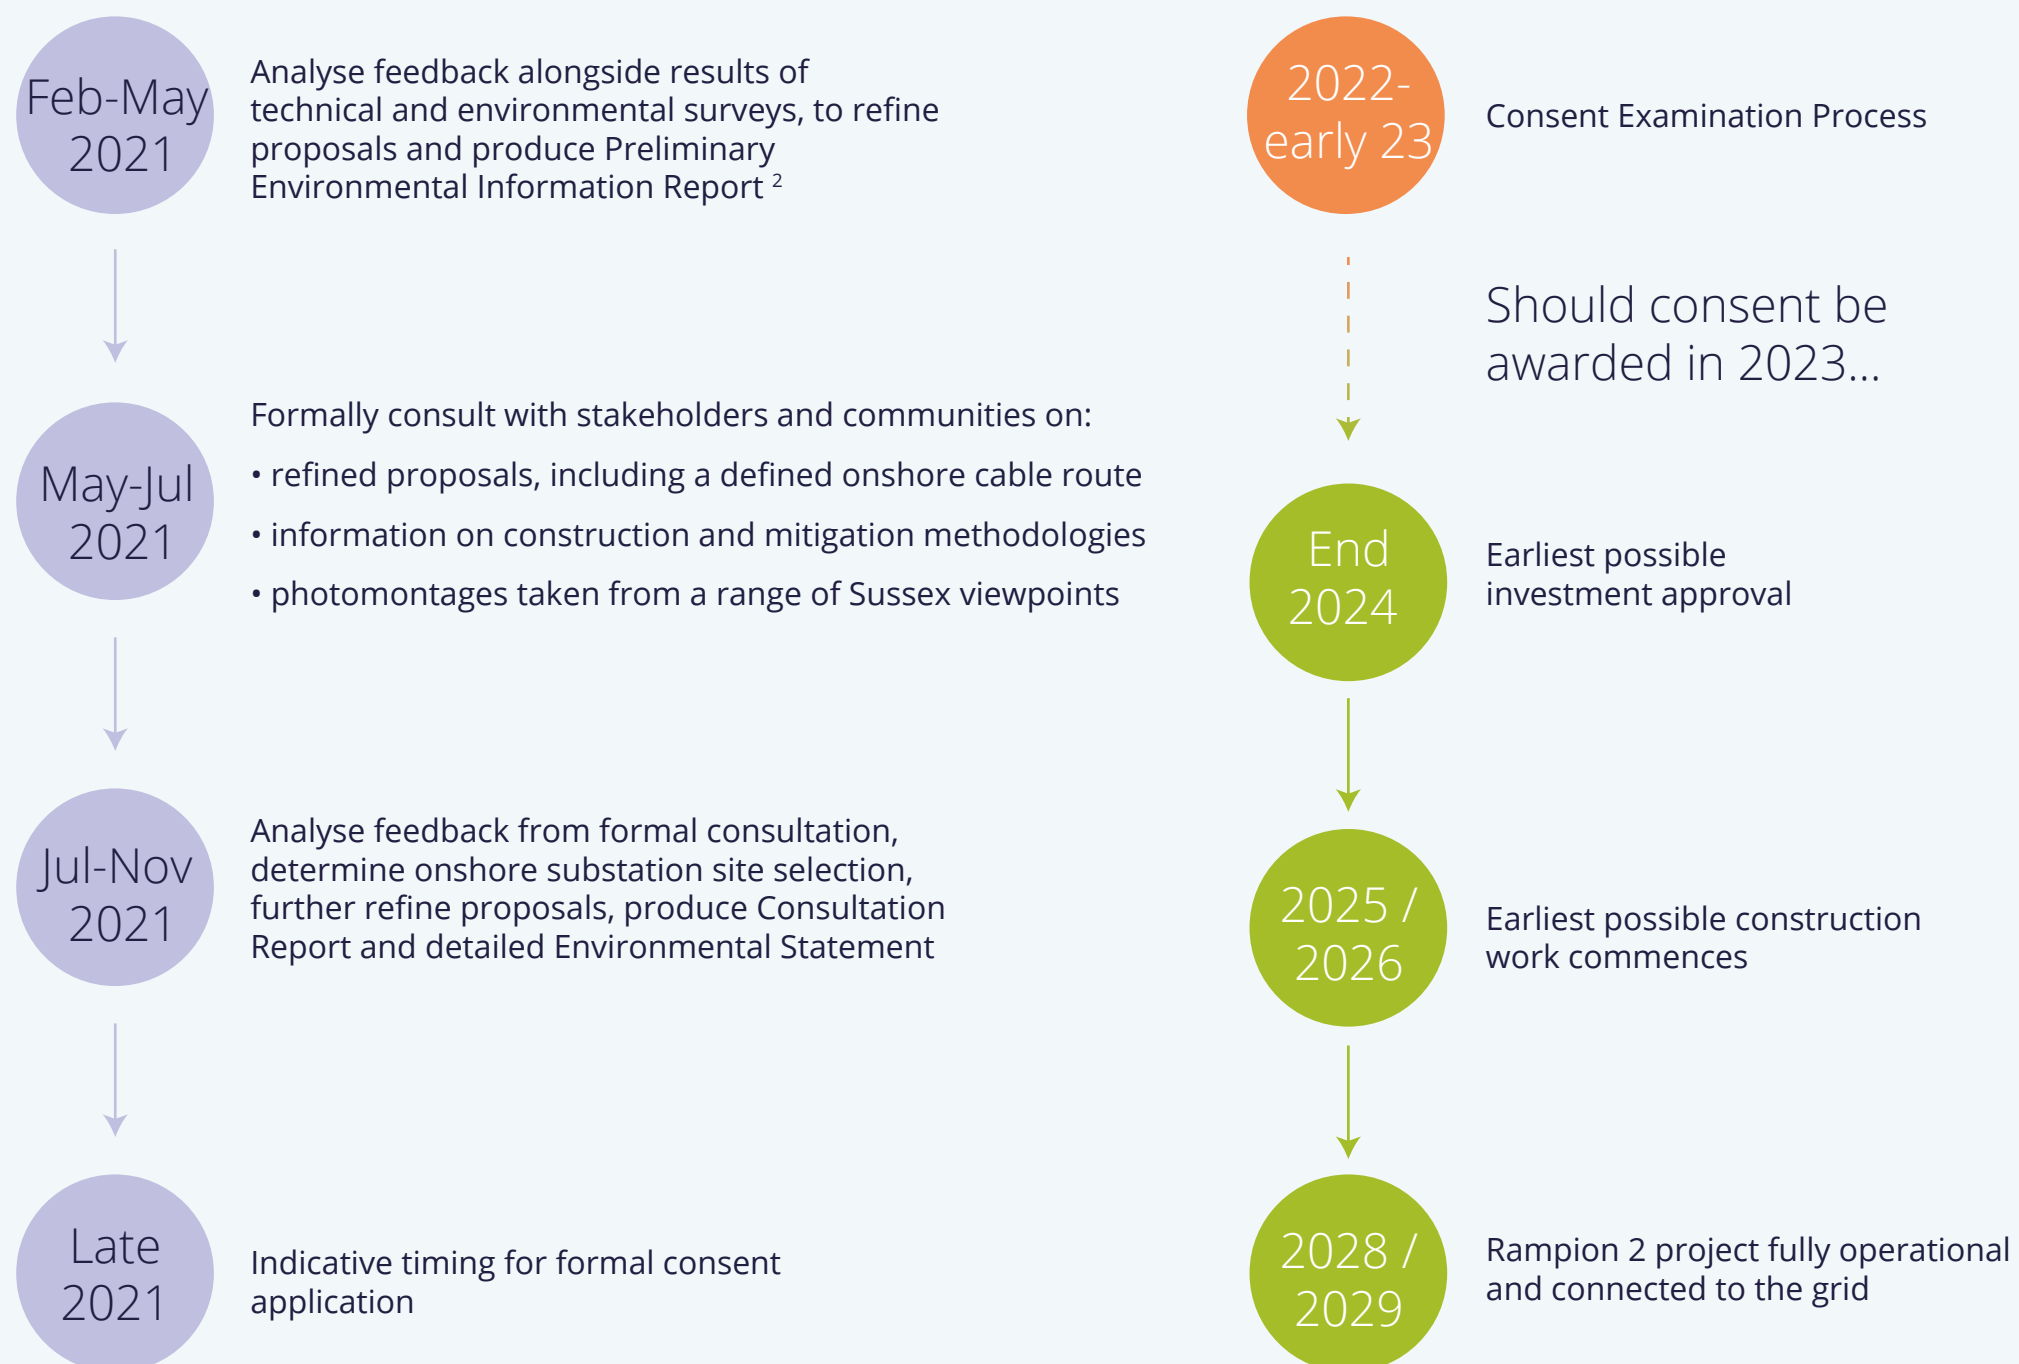 Feb-May
2021
Analyse feedback alongside results of
technical and environmental surveys, to refine
proposals and produce Preliminary
Environmental Information Report 2
May-Jul
2021
Formally consult with stakeholders and communities on:
• refined proposals, including a defined onshore cable route
• information on construction and mitigation methodologies
• photomontages taken from a range of Sussex viewpoints
Jul-Nov
2021
Analyse feedback from formal consultation,
determine onshore substation site selection,
further refine proposals, produce Consultation
Report and detailed Environmental Statement
Late
2021
Indicative timing for formal consent
application
2022-
early 23
Consent Examination Process
Should consent be
awarded in 2023...
End
2024
Earliest possible
investment approval
2025 /
2026
Earliest possible construction
work commences
2028 /
2029
Rampion 2 project fully operational
and connected to the grid